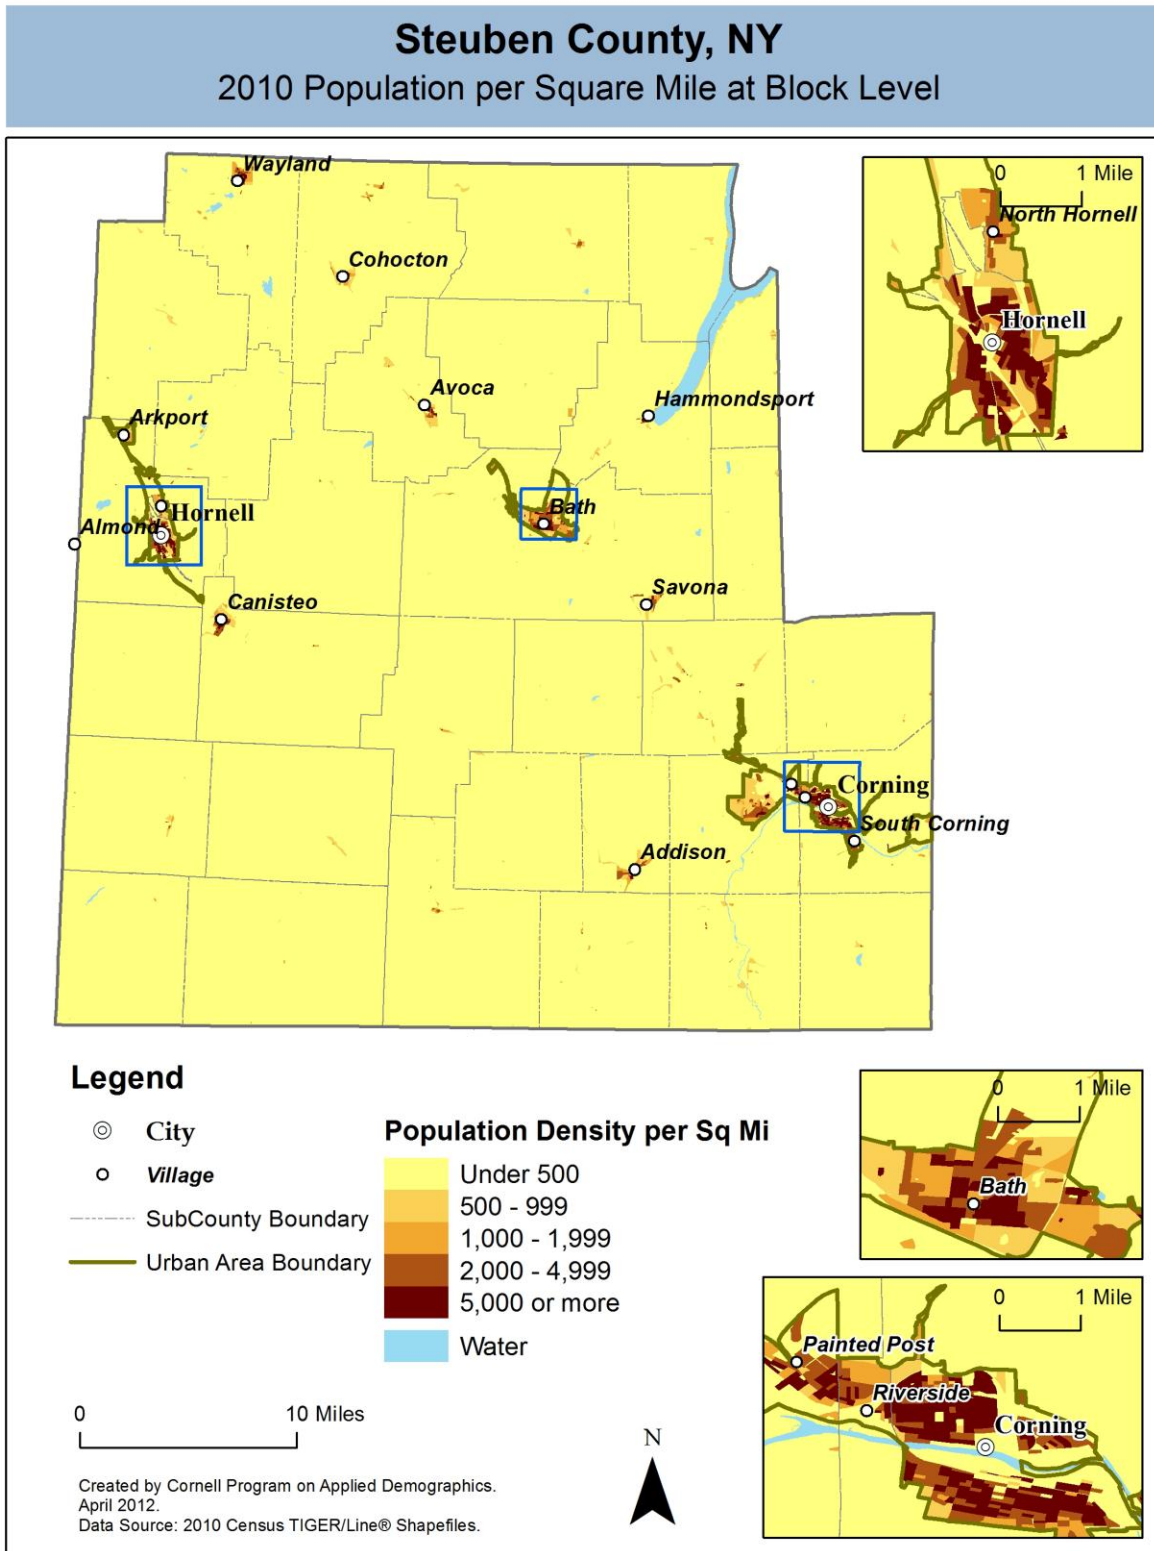 Steuben County, NY
2010 Population per Square Mile at Block Level
Wayland
Cohocton
Avoca
Hammondsport
Arkport
Hornell
Almond
Bath
Canisteo
Savona
Corning
South Corning
Addison
0 1 Mile
North Hornell
Hornell
Legend
City
Village
SubCounty Boundary
Urban Area Boundary
Population Density per Sq Mi
Under 500
500 - 999
1,000 - 1,999
2,000 - 4,999
5,000 or more
Water
0 10 Miles
N
Created by Cornell Program on Applied Demographics.
April 2012.
Data Source: 2010 Census TIGER/Line® Shapefiles.
0 1 Mile
Bath
0 1 Mile
Painted Post
Riverside
Corning